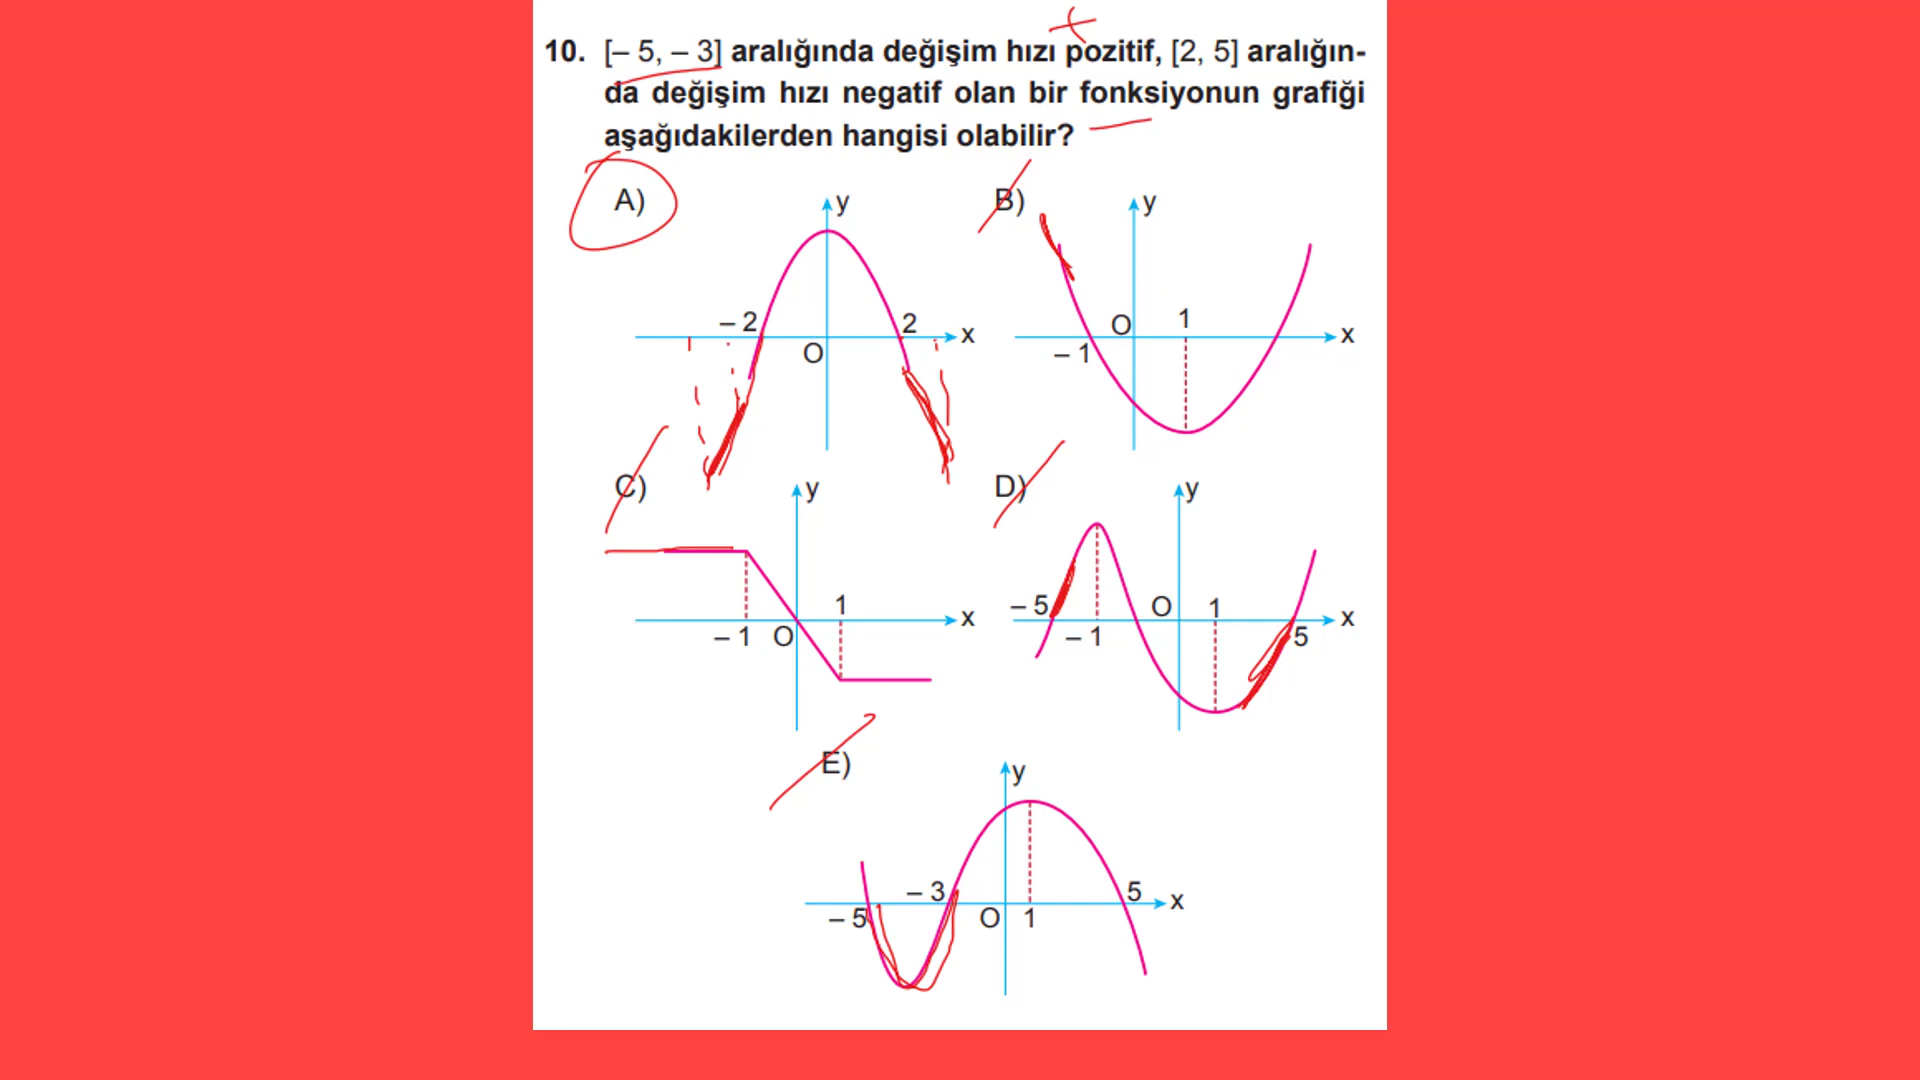 10. [– 5, – 3] aralığında değişim hızı pozitif, [2, 5] aralığın-
da değişim hızı negatif olan bir fonksiyonun grafiği
aşağıdakilerden hangisi olabilir?
A)
y
– 2
2
x
O
B)
y
O
1
x
– 1
C)
y
1
x
– 1
O
D)
y
– 5
O
1
x
– 1
5
E)
y
– 3
5
x
– 5
O
1